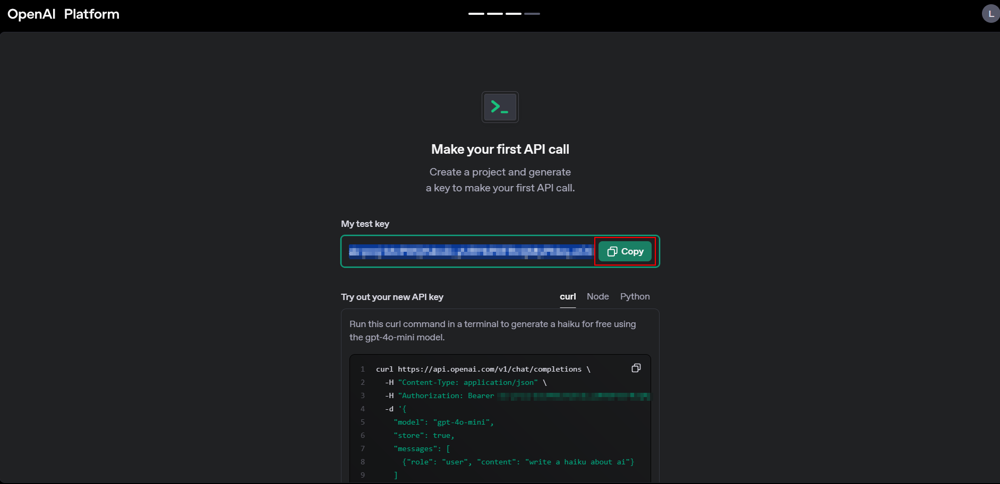 OpenAI Platform
L
Make your first API call
Create a project and generate
a key to make your first API call.
My test key
Copy
Try out your new API key
curl Node Python
Run this curl command in a terminal to generate a haiku for free using
the gpt-4o-mini model.
1 curl https://api.openai.com/v1/chat/completions \
2 -H "Content-Type: application/json" \
3 -H "Authorization: Bearer
4 -d '{
5 "model": "gpt-4o-mini",
6 "store": true,
7 "messages": [
8 {"role": "user", "content": "write a haiku about ai"}
9 ]